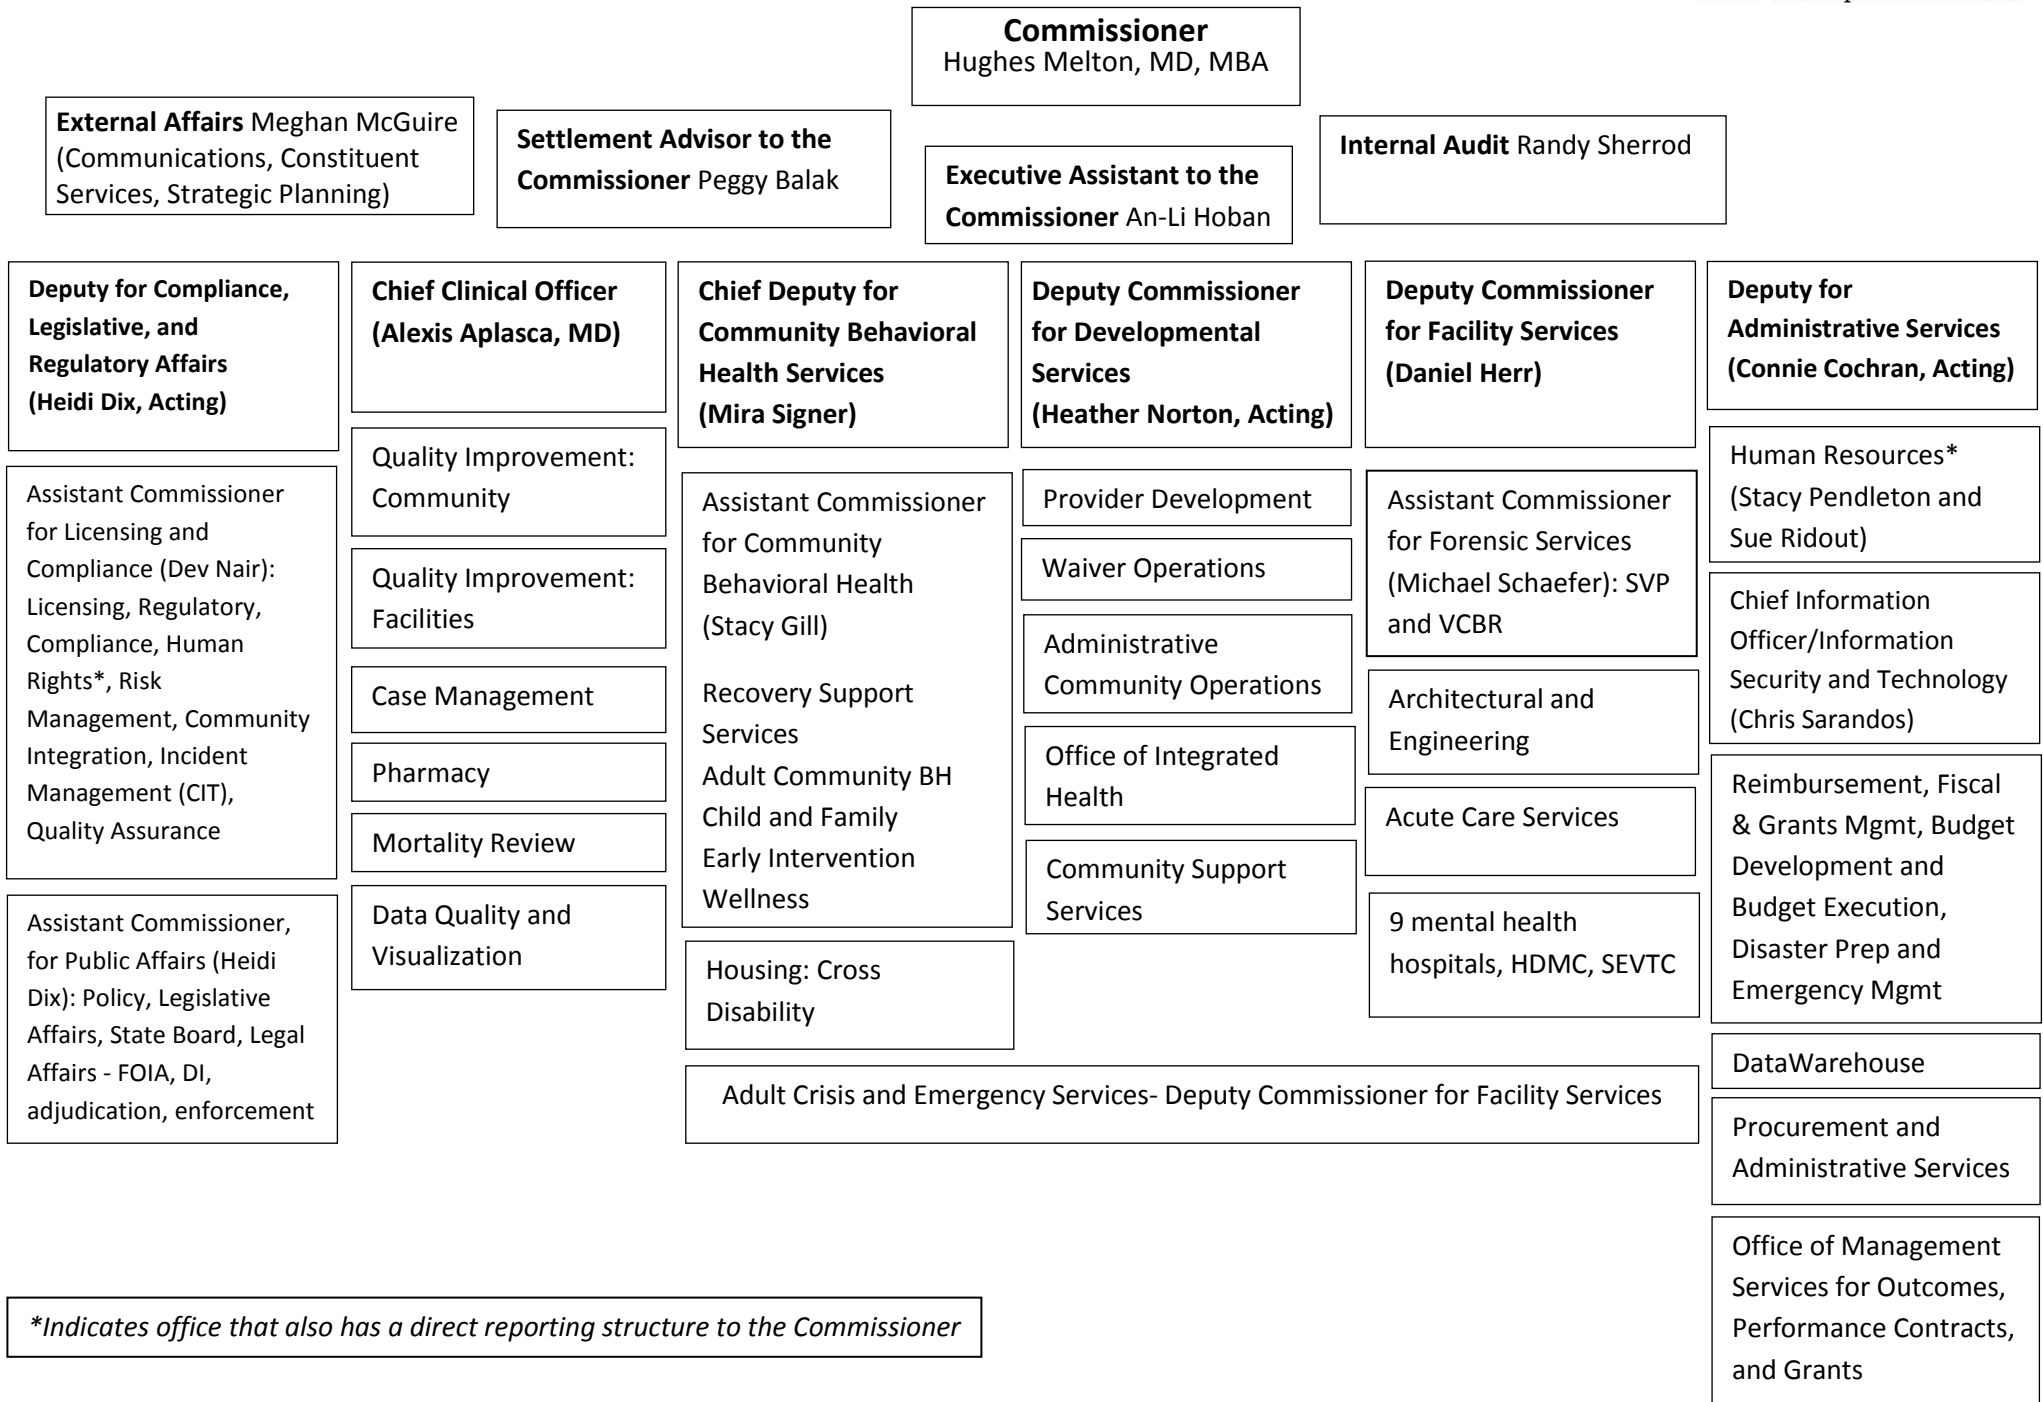 Commissioner
Hughes Melton, MD, MBA
External Affairs Meghan McGuire
(Communications, Constituent
Services, Strategic Planning)
Settlement Advisor to the
Commissioner Peggy Balak
Executive Assistant to the
Commissioner An-Li Hoban
Internal Audit Randy Sherrod
Deputy for Compliance,
Legislative, and
Regulatory Affairs
(Heidi Dix, Acting)
Assistant Commissioner
for Licensing and
Compliance (Dev Nair):
Licensing, Regulatory,
Compliance, Human
Rights*, Risk
Management, Community
Integration, Incident
Management (CIT),
Quality Assurance
Assistant Commissioner,
for Public Affairs (Heidi
Dix): Policy, Legislative
Affairs, State Board, Legal
Affairs - FOIA, DI,
adjudication, enforcement
Chief Clinical Officer
(Alexis Aplasca, MD)
Quality Improvement:
Community
Quality Improvement:
Facilities
Case Management
Pharmacy
Mortality Review
Data Quality and
Visualization
Chief Deputy for
Community Behavioral
Health Services
(Mira Signer)
Assistant Commissioner
for Community
Behavioral Health
(Stacy Gill)
Recovery Support
Services
Adult Community BH
Child and Family
Early Intervention
Wellness
Housing: Cross
Disability
Deputy Commissioner
for Developmental
Services
(Heather Norton, Acting)
Provider Development
Waiver Operations
Administrative
Community Operations
Office of Integrated
Health
Community Support
Services
Deputy Commissioner
for Facility Services
(Daniel Herr)
Assistant Commissioner
for Forensic Services
(Michael Schaefer): SVP
and VCBR
Architectural and
Engineering
Acute Care Services
9 mental health
hospitals, HDMC, SEVTC
Adult Crisis and Emergency Services- Deputy Commissioner for Facility Services
Deputy for
Administrative Services
(Connie Cochran, Acting)
Human Resources*
(Stacy Pendleton and
Sue Ridout)
Chief Information
Officer/Information
Security and Technology
(Chris Sarandos)
Reimbursement, Fiscal
& Grants Mgmt, Budget
Development and
Budget Execution,
Disaster Prep and
Emergency Mgmt
DataWarehouse
Procurement and
Administrative Services
Office of Management
Services for Outcomes,
Performance Contracts,
and Grants
*Indicates office that also has a direct reporting structure to the Commissioner